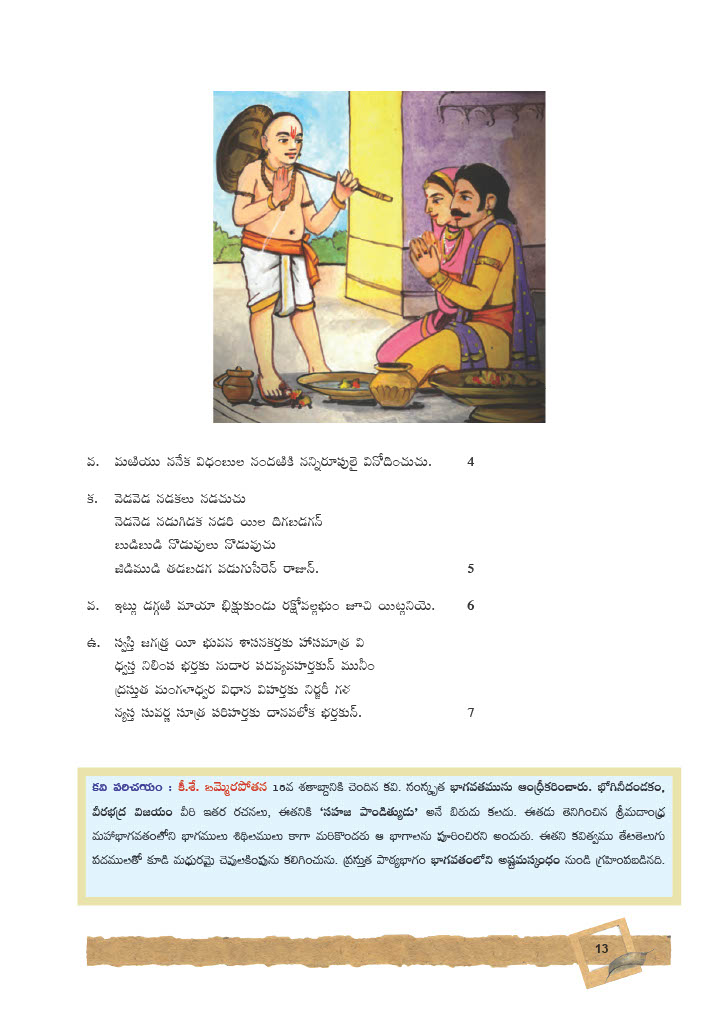 వ. మఱియు ననేక విధంబుల నందఱికి నన్నిరూపులై వినోదించుచు. 4
క. వెడవెడ నడకలు నడచుచు
నెడనెడ నడుగిడక నడరి యిల దిగబడగన్
బుడిబుడి నొడువులు నొడువుచు
జిడిముడి తడబడగ వడుగుసేరెన్ రాజున్. 5
వ. ఇట్లు డగ్గఱి మాయా భిక్షుకుండు రక్షోవల్లభుం జూచి యిట్లనియె. 6
ఉ. స్వస్తి జగత్త్ర యీ భువన శాసనకర్తకు హాసమాత్ర వి
ధ్వస్త నిలింప భర్తకు నుదార పదవ్యవహర్తకున్ మునీం
ద్రస్తుత మంగళాధ్వర విధాన విహర్తకు నిర్జరీ గళ
న్యస్త సువర్ణ సూత్ర పరిహర్తకు దానవలోక భర్తకున్. 7
కవి పరిచయం : కీ.శే. బమ్మెరపోతన 16వ శతాబ్దానికి చెందిన కవి. సంస్కృత భాగవతమును ఆంధ్రీకరించారు. భోగినీదండకం,
వీరభద్ర విజయం వీరి ఇతర రచనలు, ఈతనికి 'సహజ పాండిత్యుడు' అనే బిరుదు కలదు. ఈతడు తెనిగించిన శ్రీమదాంధ్ర
మహాభాగవతంలోని భాగములు శిథిలములు కాగా మరికొందరు ఆ భాగాలను పూరించిరని అందురు. ఈతని కవిత్వము తేటతెలుగు
పదములతో కూడి మధురమై చెవులకింపును కలిగించును. ప్రస్తుత పాఠ్యభాగం భాగవతంలోని అష్టమస్కంధం నుండి గ్రహింపబడినది.
13